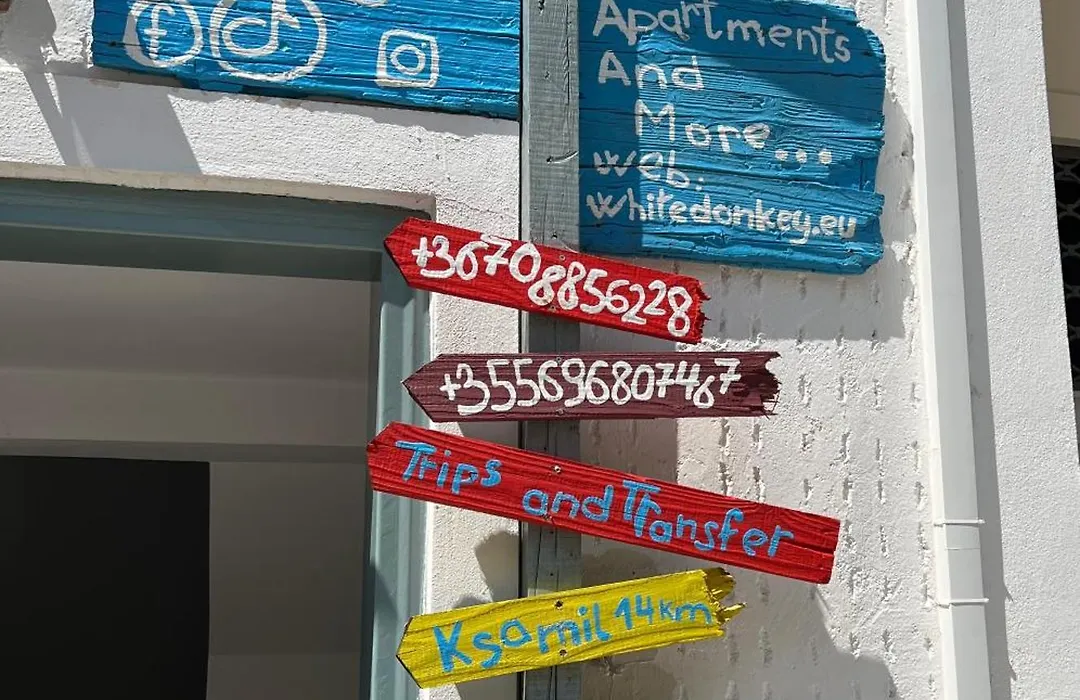 Apartments
And
More...
web.
whitedonkey.eu
+36708856228
+355696807467
Trips and Transfer
Ksamil 14km